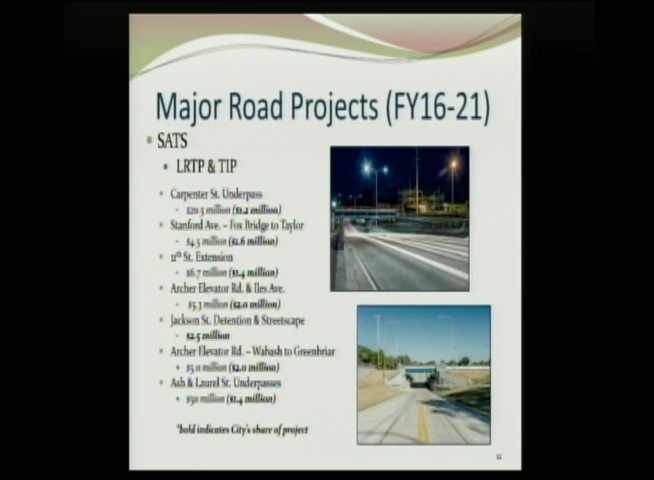 Major Road Projects (FY16-21)
SATS
LRTP & TIP
Carpenter St. Underpass
- $20.5 million ($1.2 million)
Stanford Ave. – Fox Bridge to Taylor
- $4.5 million ($1.6 million)
11th St. Extension
- $6.7 million ($1.4 million)
Archer Elevator Rd. & Iles Ave.
- $5.3 million ($2.0 million)
Jackson St. Detention & Streetscape
- $2.5 million
Archer Elevator Rd. – Wabash to Greenbriar
$5.0 million ($2.0 million)
Ash & Laurel St. Underpasses
$50 million ($1.4 million)
*bold indicates City's share of project